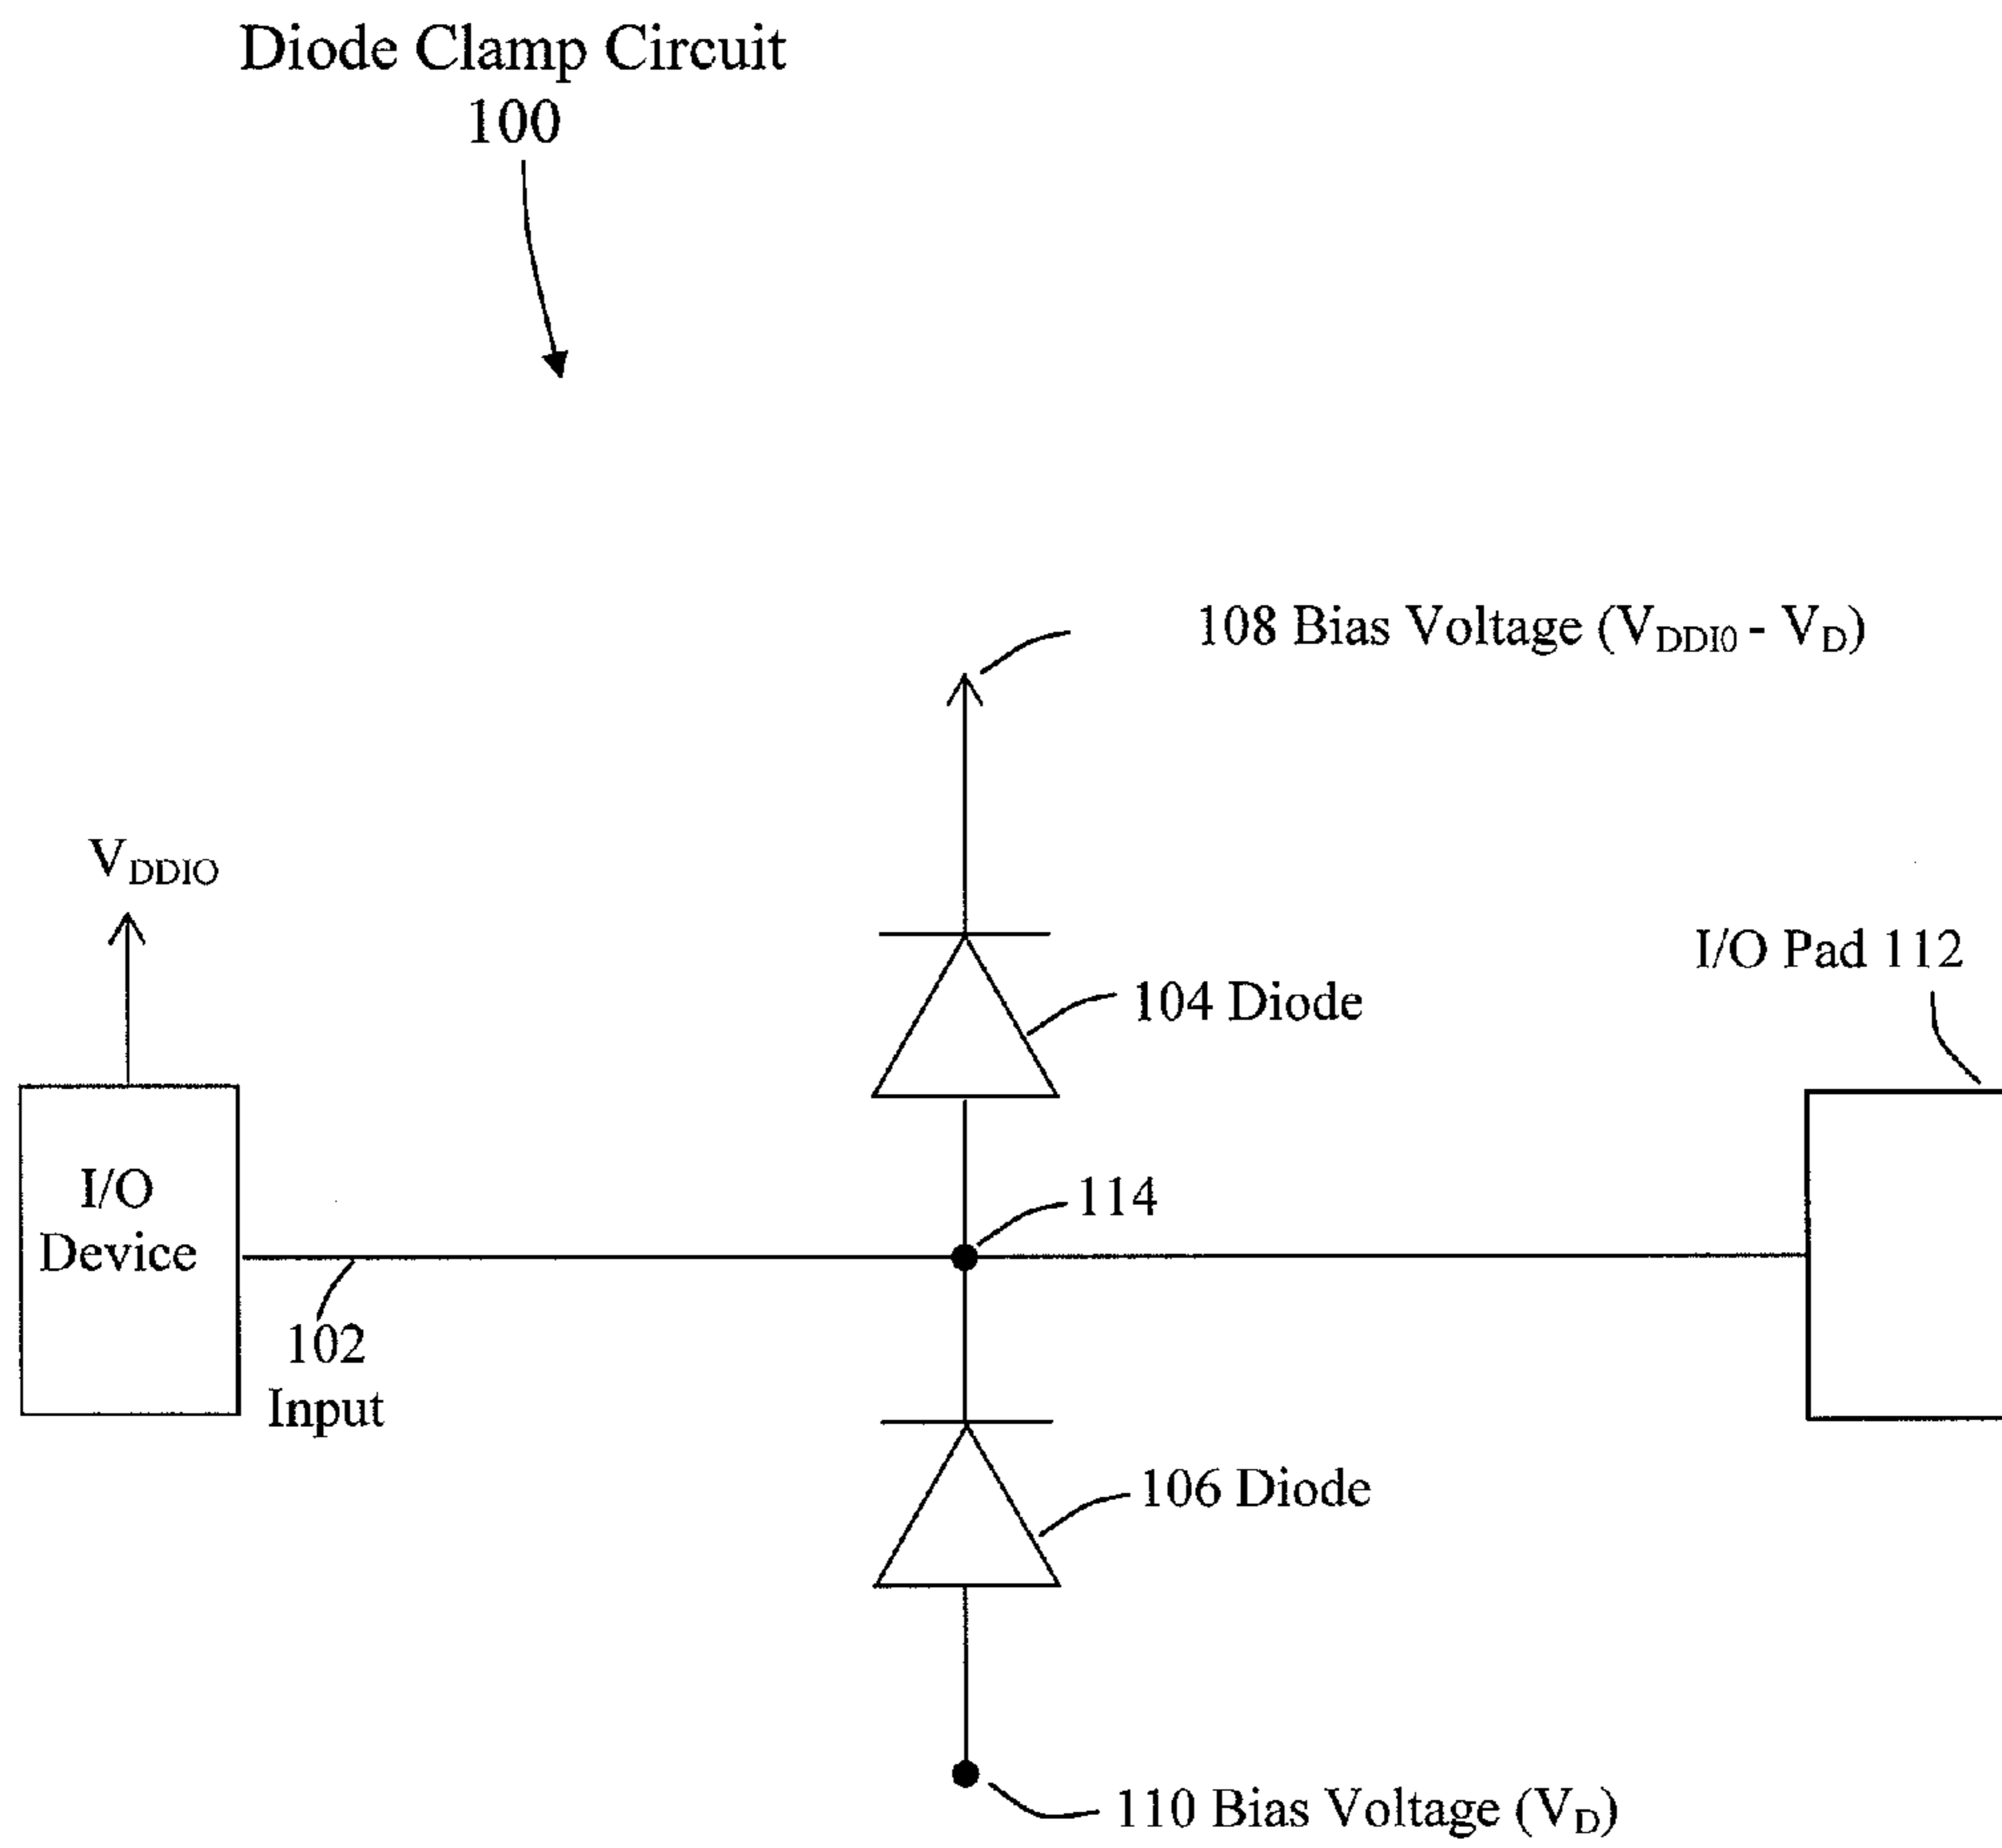 Diode Clamp Circuit
100
108 Bias Voltage (VDDI0 - VD)
VDDIO
I/O Pad 112
104 Diode
I/O
Device
114
102
Input
106 Diode
110 Bias Voltage (VD)